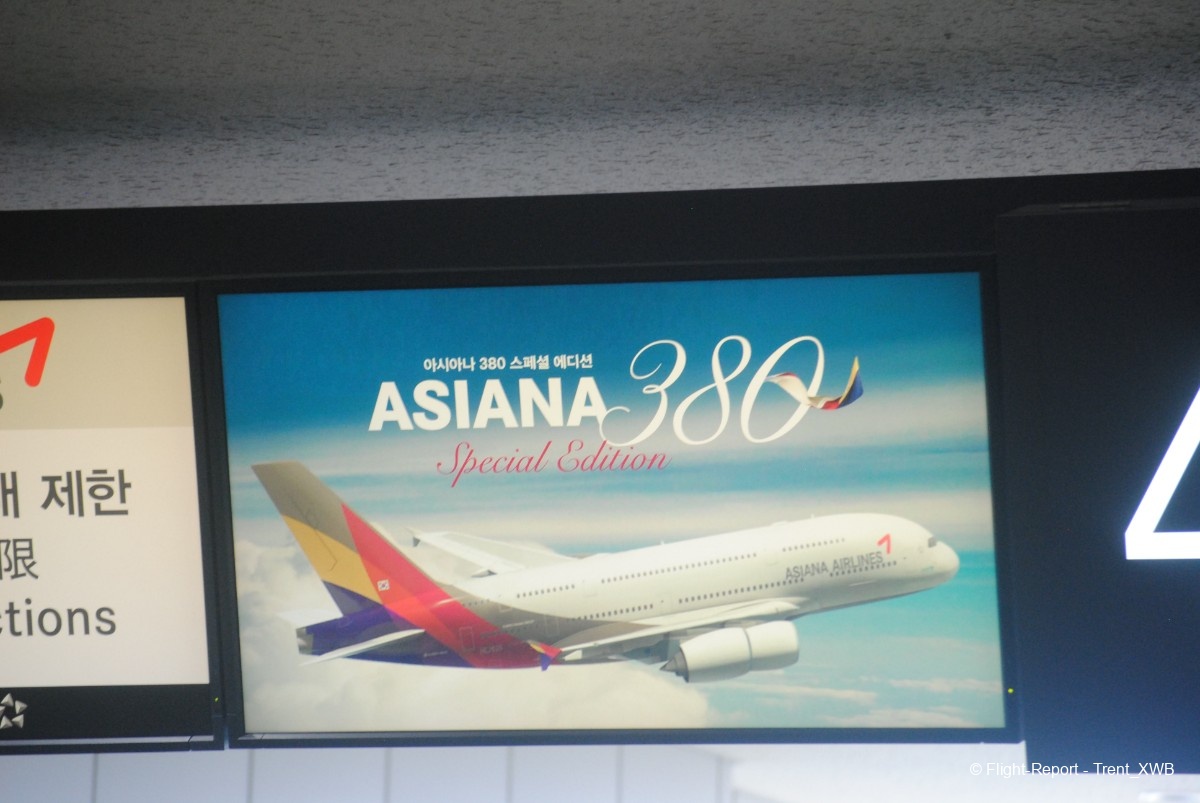 아시아나 380 스페셜 에디션
ASIANA 380
Special Edition
ASIANA AIRLINES
제한
限
ctions
4
© Flight-Report - Trent_XWB